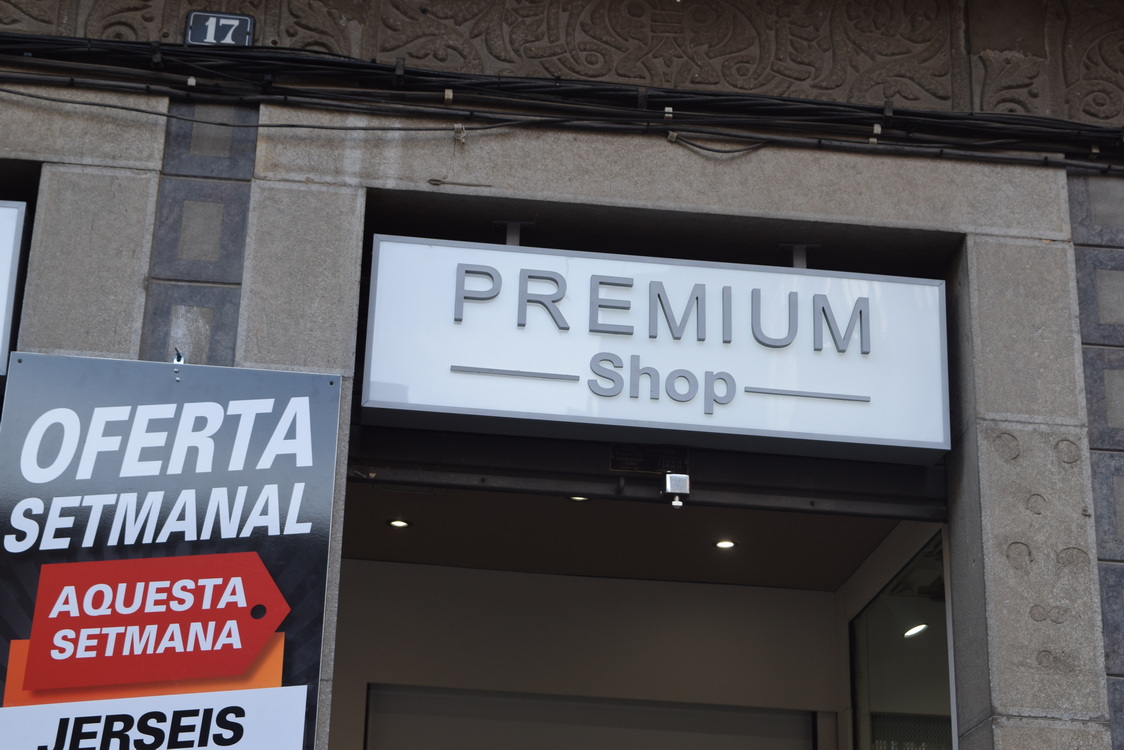 17
PREMIUM
Shop
OFERTA
SETMANAL
AQUESTA
SETMANA
JERSEIS